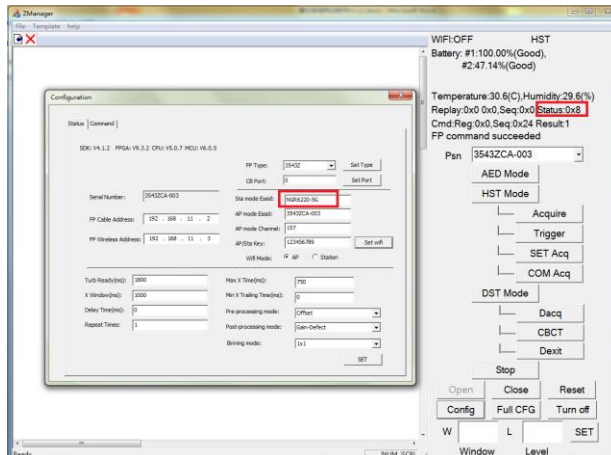 ZManager
File Template help
WIFI:OFF HST
Battery: #1:100.00%(Good),
#2:47.14%(Good)
Temperature:30.6(C),Humidity:29.6(%)
Replay:0x0 0x0,Seq:0x0,Status:0x8
Cmd:Reg:0x0,Seq:0x24 Result:1
FP command succeeded
Psn 3543ZCA-003
AED Mode
HST Mode
Acquire
Trigger
SET Acq
COM Acq
DST Mode
Dacq
CBCT
Dexit
Stop
Open Close Reset
Config Full CFG Turn off
W L SET
Window Level
Configuration
Status Command
SDK: V4.1.2 FPGA: V9.3.2 CPU: V5.0.7 MCU: V6.0.5
FP Type: 3543Z Set Type
CB Port: 0 Set Port
Serial Number: 3543ZCA-003
FP Cable Address: 192 . 168 . 11 . 2
FP Wireless Address: 192 . 168 . 11 . 3
Sta mode Essid: NGR6220-5G
AP mode Essid: 3543ZCA-003
AP mode Channel: 157
AP/Sta Key: 123456789 Set wifi
Wifi Mode: AP Station
Turb Ready(ms): 1800
X Window(ms): 1000
Delay Time(ms): 0
Repeat Times: 1
Max X Time(ms): 750
Min X Trailing Time(ms): 0
Pre-processing mode: Offset
Post-processing mode: Gain-Defect
Binning mode: 1x1
SET
Ready NUM SCRL